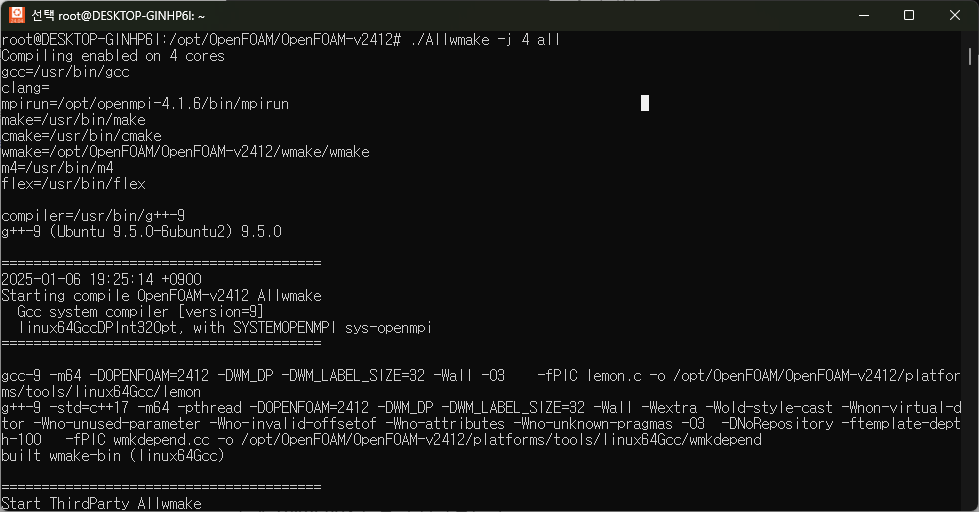 선택 root@DESKTOP-GINHP6I: ~
root@DESKTOP-GINHP6I:/opt/OpenFOAM/OpenFOAM-v2412# ./Allwmake -j 4 all
Compiling enabled on 4 cores
gcc=/usr/bin/gcc
clang=
mpirun=/opt/openmpi-4.1.6/bin/mpirun
make=/usr/bin/make
cmake=/usr/bin/cmake
wmake=/opt/OpenFOAM/OpenFOAM-v2412/wmake/wmake
m4=/usr/bin/m4
flex=/usr/bin/flex
compiler=/usr/bin/g++-9
g++-9 (Ubuntu 9.5.0-6ubuntu2) 9.5.0
========================================
2025-01-06 19:25:14 +0900
Starting compile OpenFOAM-v2412 Allwmake
  Gcc system compiler [version=9]
  linux64GccDPInt32Opt, with SYSTEMOPENMPI sys-openmpi
========================================
gcc-9 -m64 -DOPENFOAM=2412 -DWM_DP -DWM_LABEL_SIZE=32 -Wall -O3    -fPIC lemon.c -o /opt/OpenFOAM/OpenFOAM-v2412/platfor
ms/tools/linux64Gcc/lemon
g++-9 -std=c++17 -m64 -pthread -DOPENFOAM=2412 -DWM_DP -DWM_LABEL_SIZE=32 -Wall -Wextra -Wold-style-cast -Wnon-virtual-d
tor -Wno-unused-parameter -Wno-invalid-offsetof -Wno-attributes -Wno-unknown-pragmas -O3  -DNoRepository -ftemplate-dept
h-100   -fPIC wmkdepend.cc -o /opt/OpenFOAM/OpenFOAM-v2412/platforms/tools/linux64Gcc/wmkdepend
built wmake-bin (linux64Gcc)
========================================
Start ThirdParty Allwmake